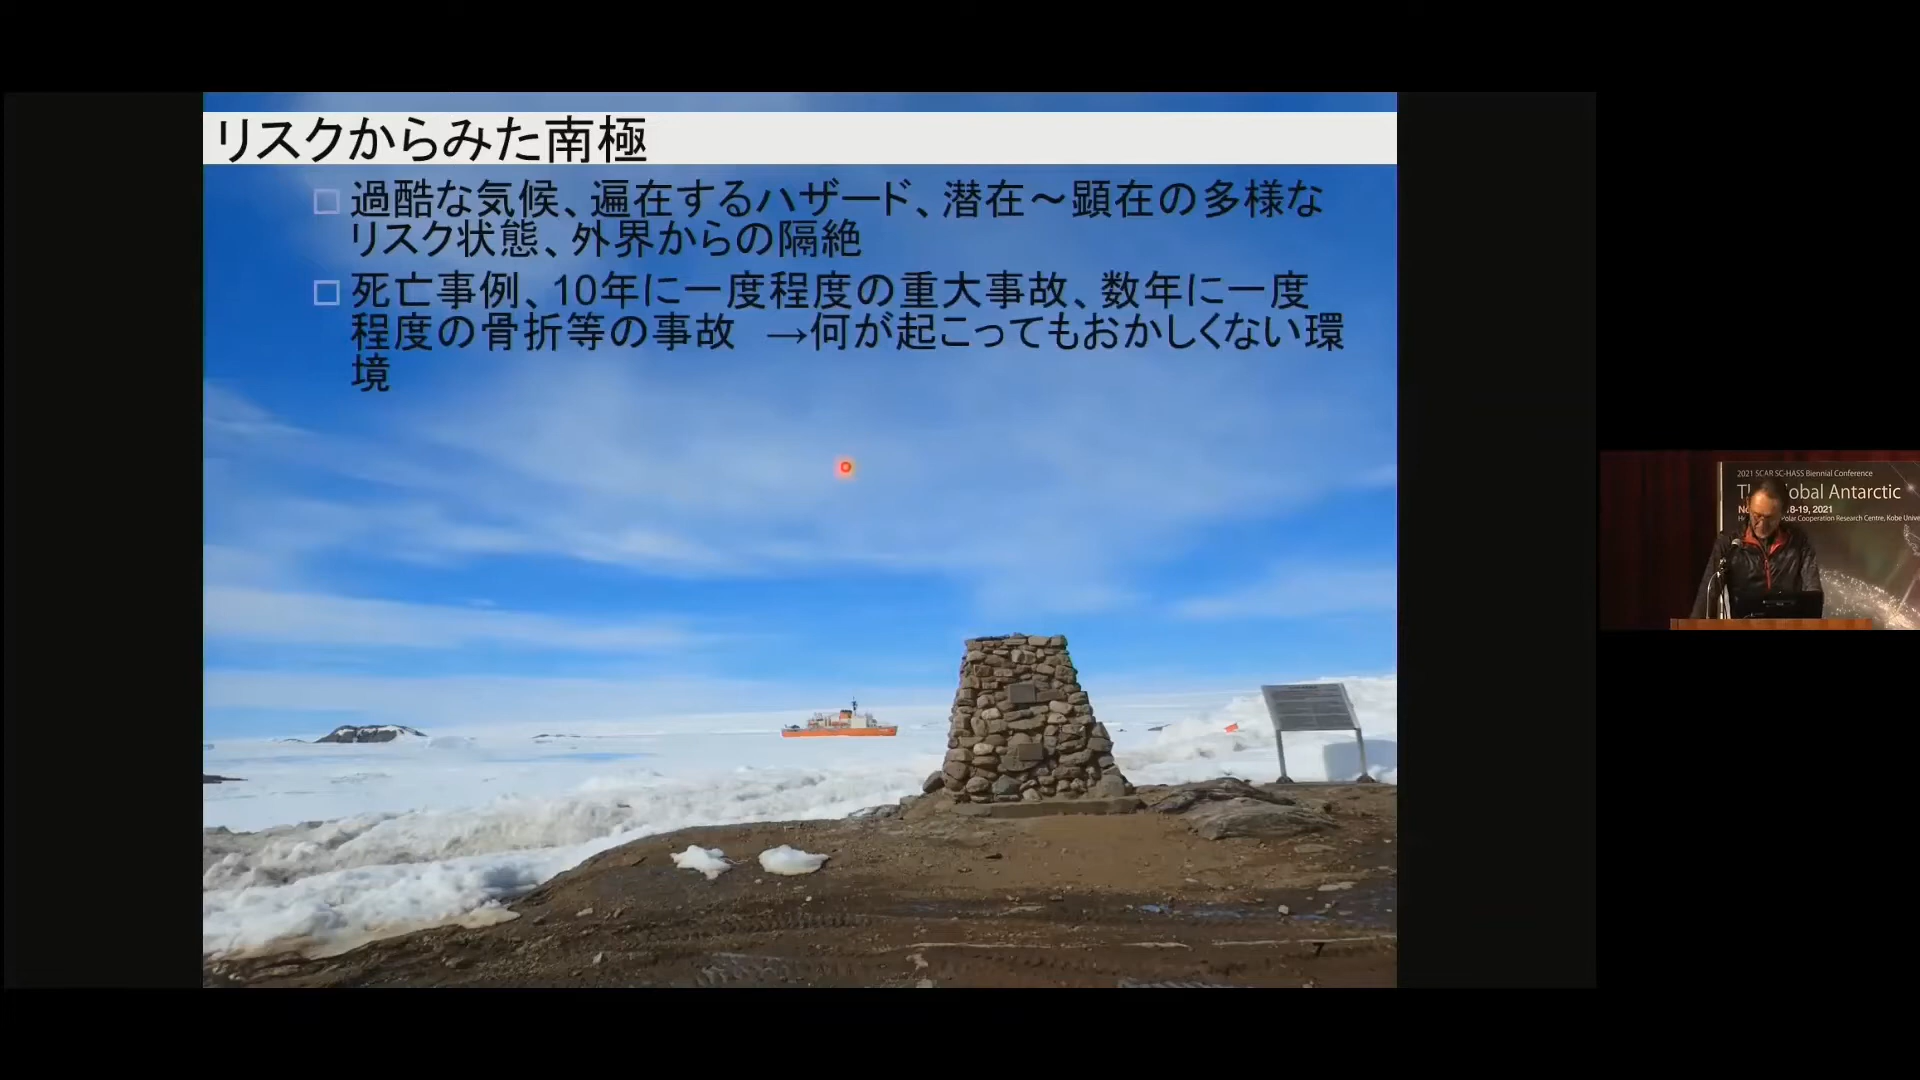 リスクからみた南極
□ 過酷な気候、遍在するハザード、潜在～顕在の多様な
リスク状態、外界からの隔絶
□ 死亡事例、10年に一度程度の重大事故、数年に一度
程度の骨折等の事故　→何が起こってもおかしくない環
境
7
2021 SCAR SC-HASS Biennial Conference
obal Antarctic
8-19, 2021
Polar Cooperation Research Centre, Kobe Unive